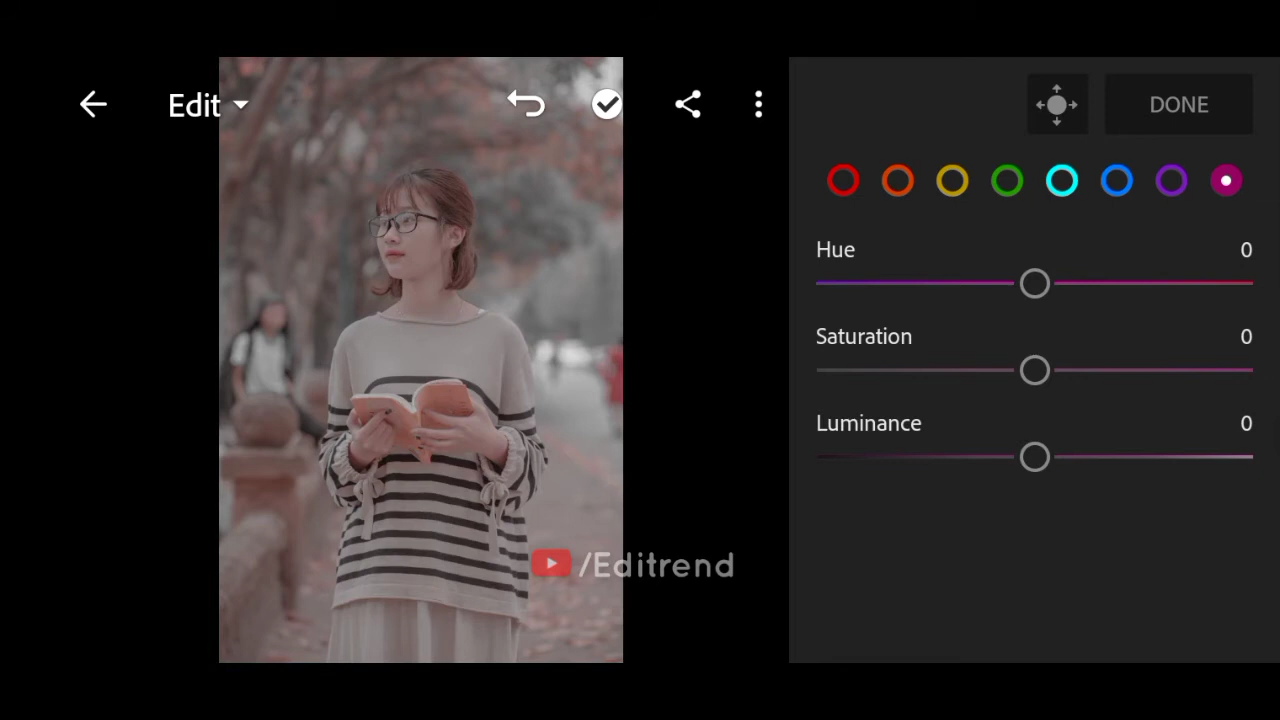 Edit
DONE
Hue 0
Saturation 0
Luminance 0
/Editrend